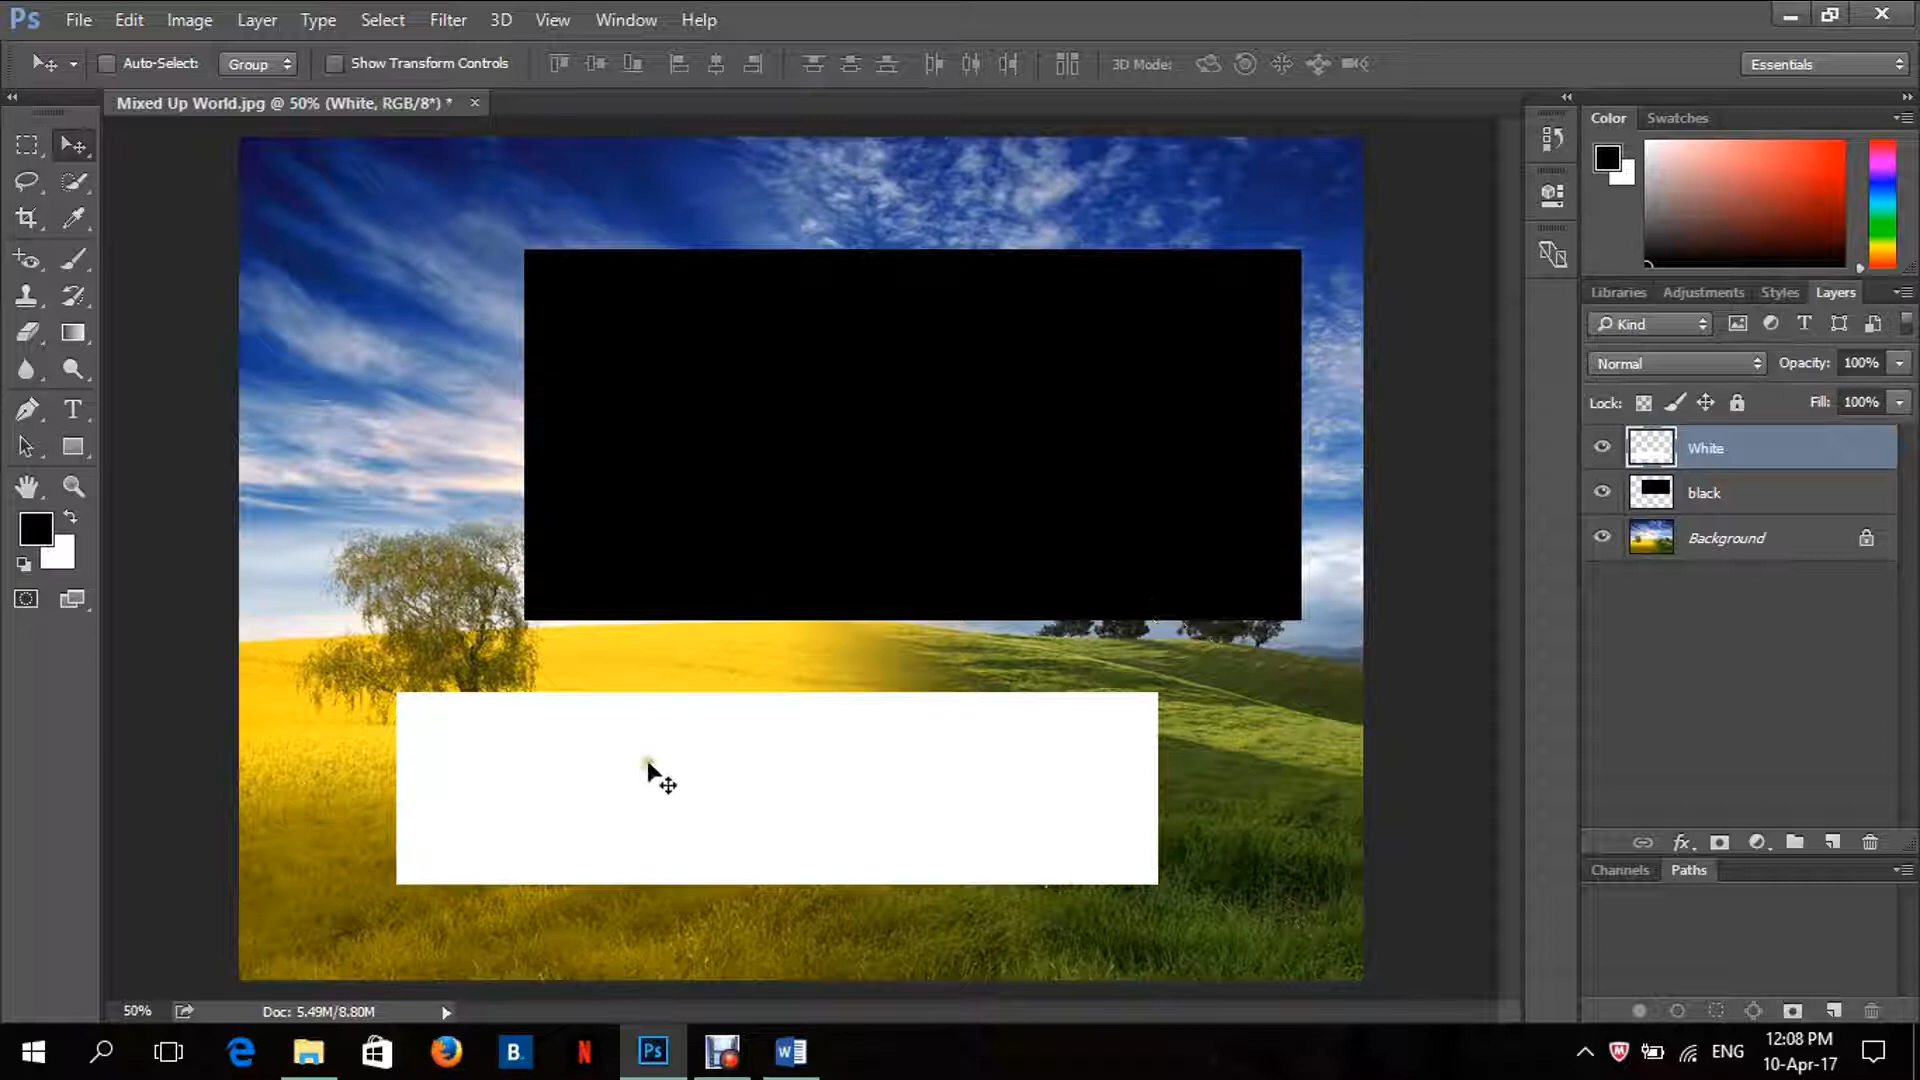 Ps File Edit Image Layer Type Select Filter 3D View Window Help
Auto-Select: Group Show Transform Controls 3D Mode: Essentials
Mixed Up World.jpg @ 50% (White, RGB/8*) * ×
Color Swatches
Libraries Adjustments Styles Layers
Kind
Normal Opacity: 100%
Lock: Fill: 100%
White
black
Background
Channels Paths
50% Doc: 5.49M/8.80M
B. N Ps W ENG
12:08 PM
10-Apr-17